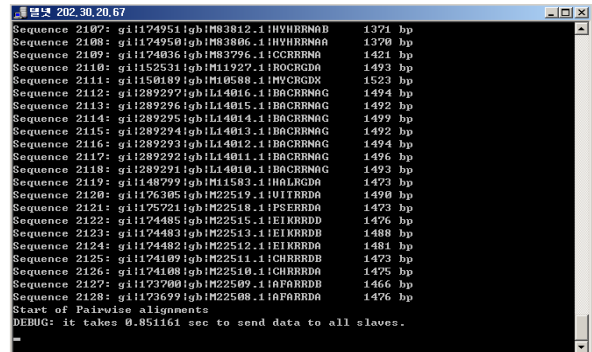 텔넷 202,30,20,67
Sequence 2107: gi|174951|gb|M83812.1|HYHRRNAB 1371 bp
Sequence 2108: gi|174950|gb|M83806.1|HYHRRNAA 1370 bp
Sequence 2109: gi|174036|gb|M83796.1|CCRRRNA 1421 bp
Sequence 2110: gi|152531|gb|M11927.1|ROCRGDA 1493 bp
Sequence 2111: gi|150189|gb|M10588.1|MYCRGDX 1523 bp
Sequence 2112: gi|289297|gb|L14016.1|BACRRNAG 1494 bp
Sequence 2113: gi|289296|gb|L14015.1|BACRRNAG 1492 bp
Sequence 2114: gi|289295|gb|L14014.1|BACRRNAG 1499 bp
Sequence 2115: gi|289294|gb|L14013.1|BACRRNAG 1492 bp
Sequence 2116: gi|289293|gb|L14012.1|BACRRNAG 1494 bp
Sequence 2117: gi|289292|gb|L14011.1|BACRRNAG 1496 bp
Sequence 2118: gi|289291|gb|L14010.1|BACRRNAG 1493 bp
Sequence 2119: gi|148799|gb|M11583.1|HALRGDA 1473 bp
Sequence 2120: gi|176305|gb|M22519.1|VITRRDA 1490 bp
Sequence 2121: gi|175721|gb|M22518.1|PSERRDA 1473 bp
Sequence 2122: gi|174485|gb|M22515.1|EIKRRDD 1476 bp
Sequence 2123: gi|174483|gb|M22513.1|EIKRRDB 1488 bp
Sequence 2124: gi|174482|gb|M22512.1|EIKRRDA 1481 bp
Sequence 2125: gi|174109|gb|M22511.1|CHRRRDB 1473 bp
Sequence 2126: gi|174108|gb|M22510.1|CHRRRDA 1475 bp
Sequence 2127: gi|173700|gb|M22509.1|AFARRDB 1466 bp
Sequence 2128: gi|173699|gb|M22508.1|AFARRDA 1476 bp
Start of Pairwise alignments
DEBUG: it takes 0.851161 sec to send data to all slaves.